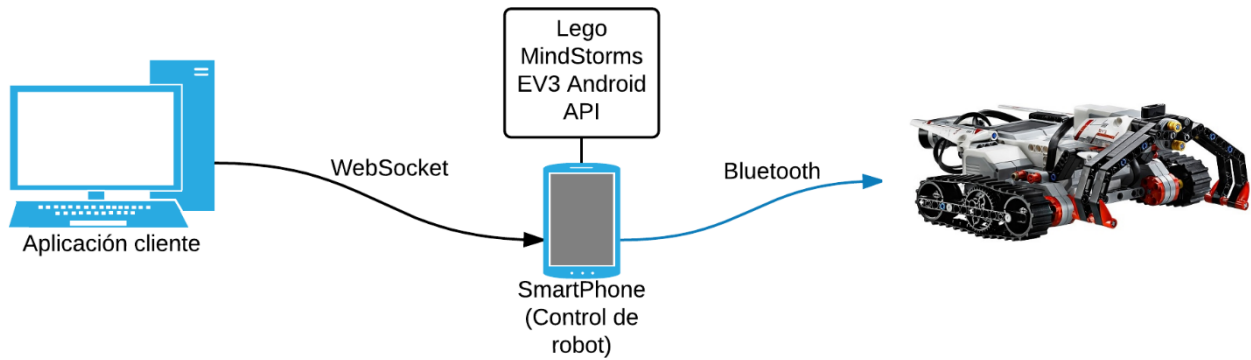 Lego
MindStorms
EV3 Android
API
WebSocket
Bluetooth
Aplicación cliente
SmartPhone
(Control de
robot)